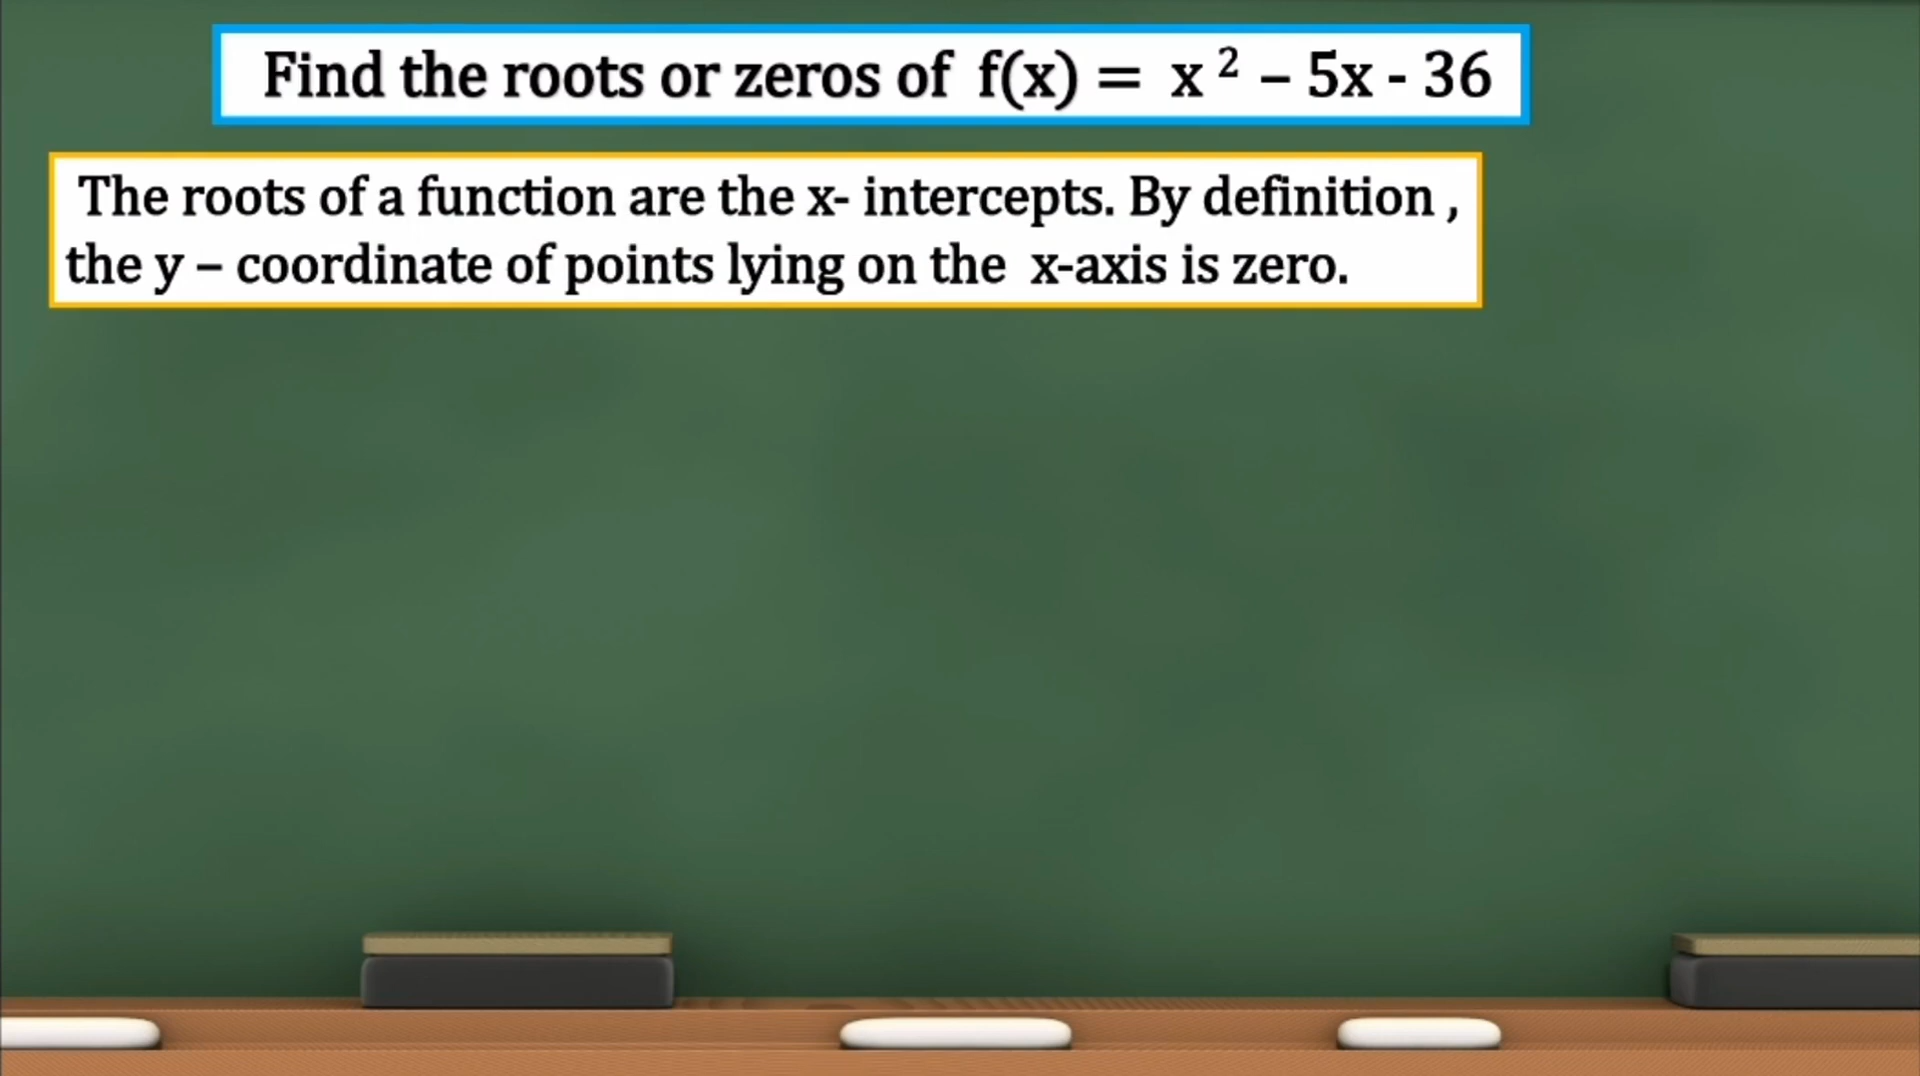 Find the roots or zeros of f(x) = x² – 5x - 36
The roots of a function are the x- intercepts. By definition ,
the y – coordinate of points lying on the x-axis is zero.